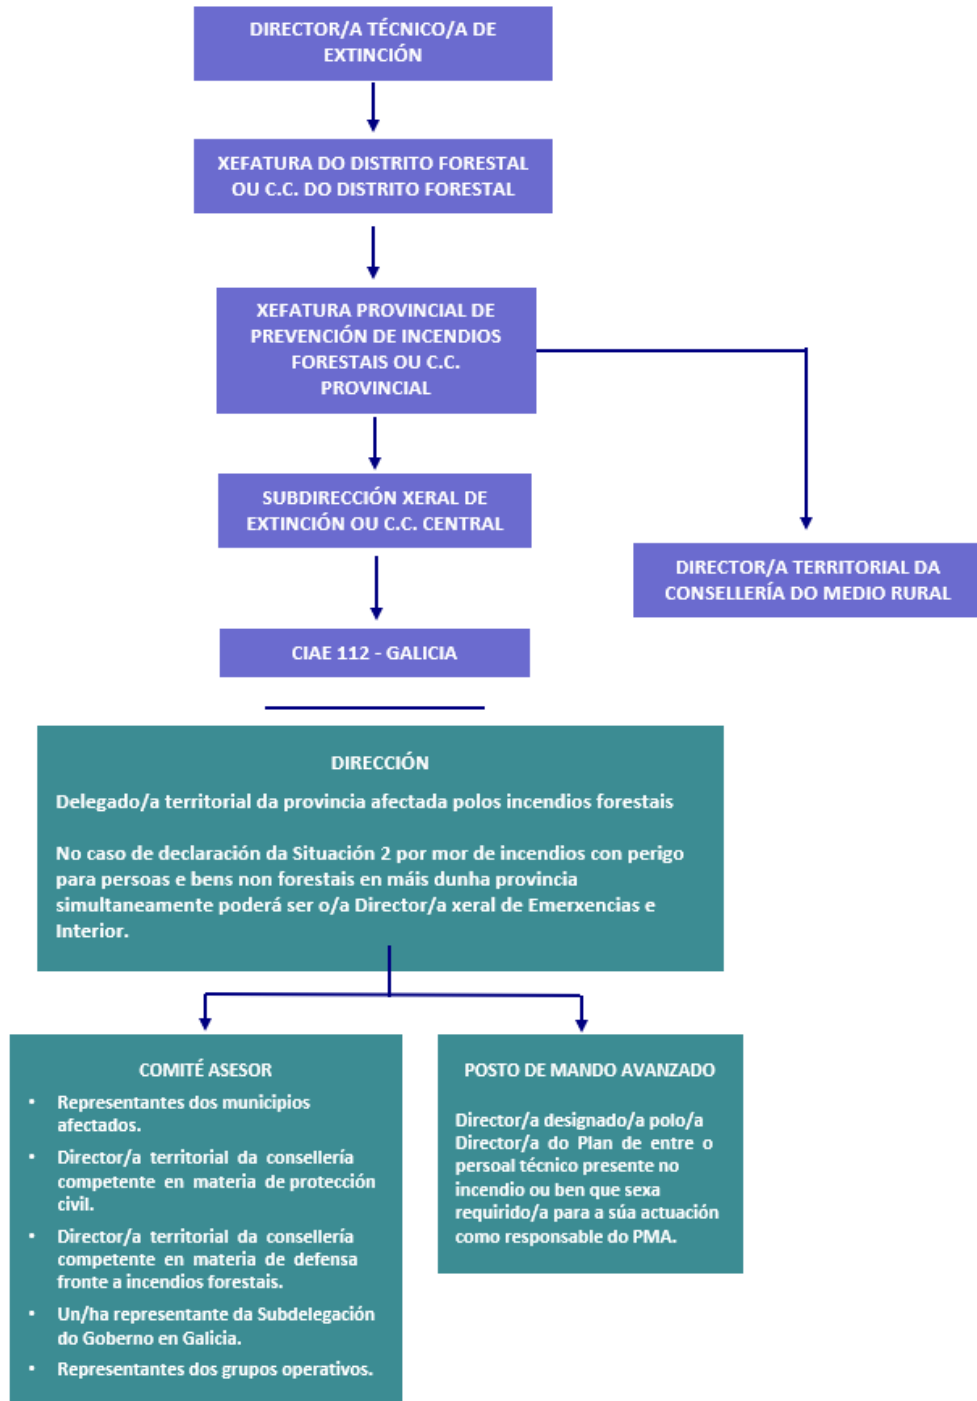 DIRECTOR/A TÉCNICO/A DE
EXTINCIÓN
XEFATURA DO DISTRITO FORESTAL
OU C.C. DO DISTRITO FORESTAL
XEFATURA PROVINCIAL DE
PREVENCIÓN DE INCENDIOS
FORESTAIS OU C.C.
PROVINCIAL
SUBDIRECCIÓN XERAL DE
EXTINCIÓN OU C.C. CENTRAL
DIRECTOR/A TERRITORIAL DA
CONSELLERÍA DO MEDIO RURAL
CIAE 112 - GALICIA
DIRECCIÓN
Delegado/a territorial da provincia afectada polos incendios forestais
No caso de declaración da Situación 2 por mor de incendios con perigo
para persoas e bens non forestais en máis dunha provincia
simultaneamente poderá ser o/a Director/a xeral de Emerxencias e
Interior.
COMITÉ ASESOR
• Representantes dos municipios
afectados.
• Director/a territorial da consellería
competente en materia de protección
civil.
• Director/a territorial da consellería
competente en materia de defensa
fronte a incendios forestais.
• Un/ha representante da Subdelegación
do Goberno en Galicia.
• Representantes dos grupos operativos.
POSTO DE MANDO AVANZADO
Director/a designado/a polo/a
Director/a do Plan de entre o
persoal técnico presente no
incendio ou ben que sexa
requirido/a para a súa actuación
como responsable do PMA.